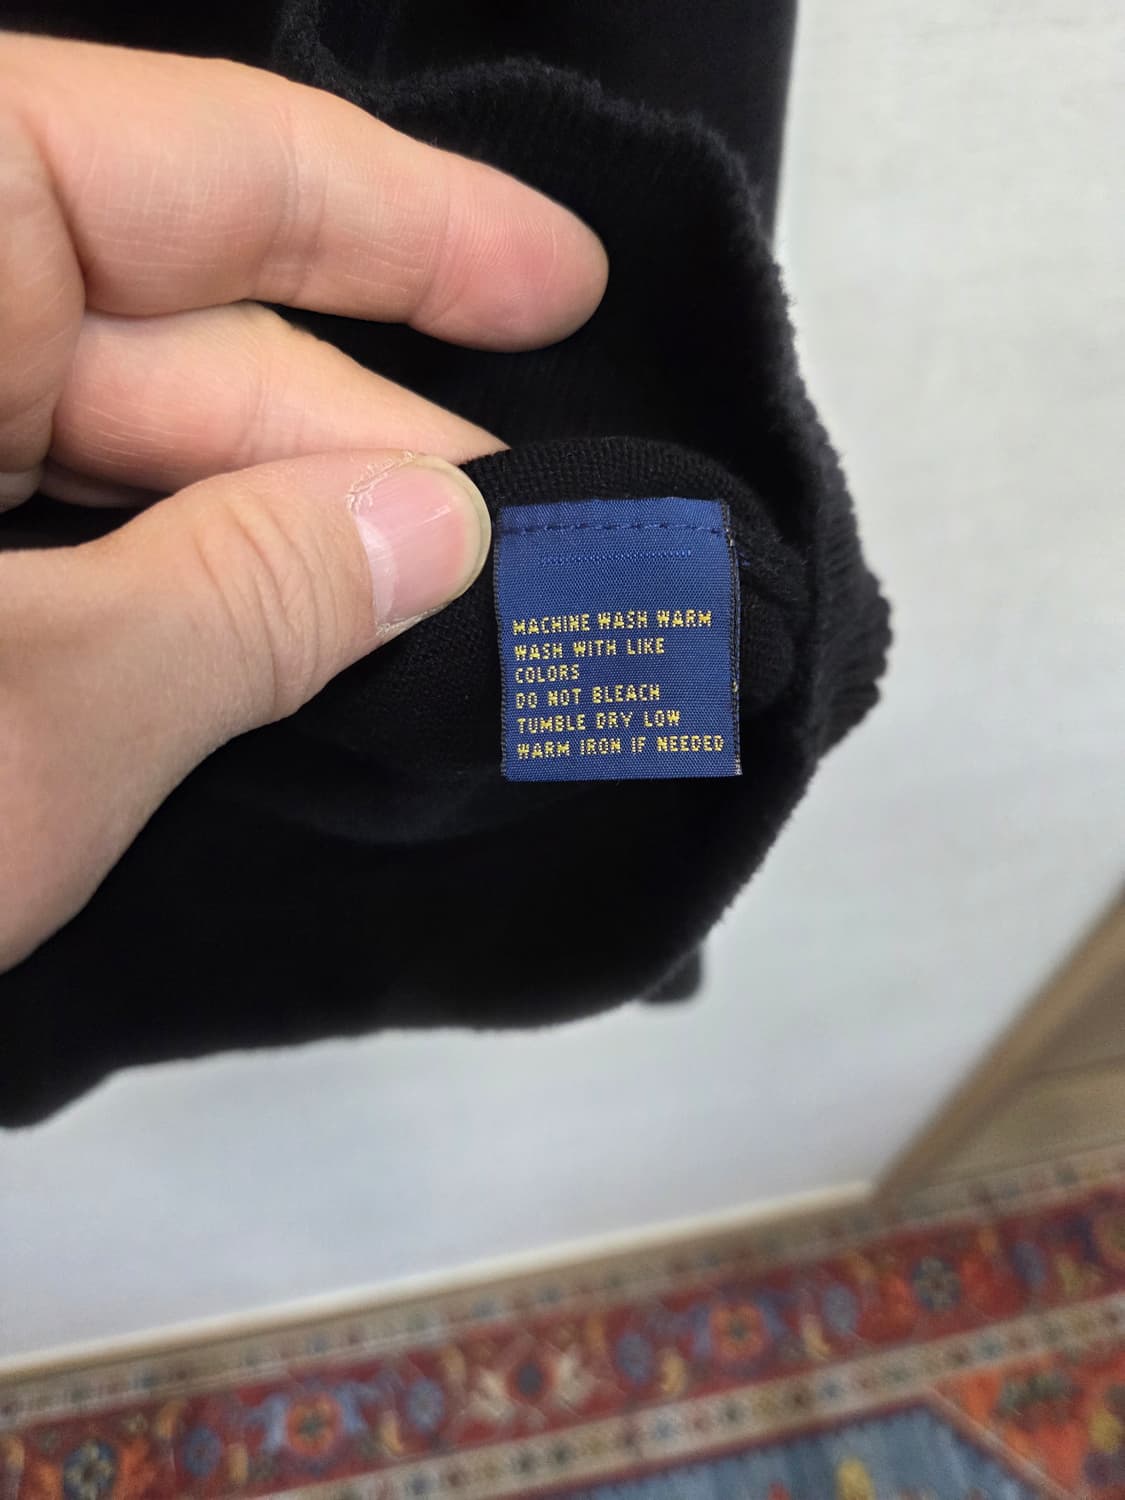 MACHINE WASH WARM
WASH WITH LIKE
COLORS
DO NOT BLEACH
TUMBLE DRY LOW
WARM IRON IF NEEDED